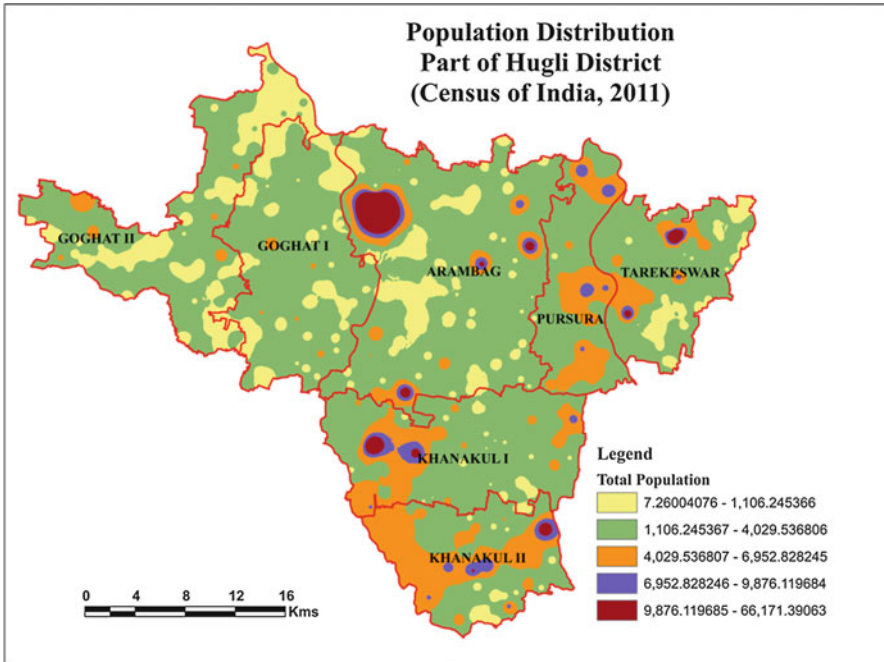 Population Distribution
Part of Hugli District
(Census of India, 2011)
GOGHAT II
GOGHAT I
ARAMBAG
TAREKESWAR
PURSURA
KHANAKUL I
KHANAKUL II
Legend
Total Population
7.26004076 - 1,106.245366
1,106.245367 - 4,029.536806
4,029.536807 - 6,952.828245
6,952.828246 - 9,876.119684
9,876.119685 - 66,171.39063
0 4 8 12 16
Kms